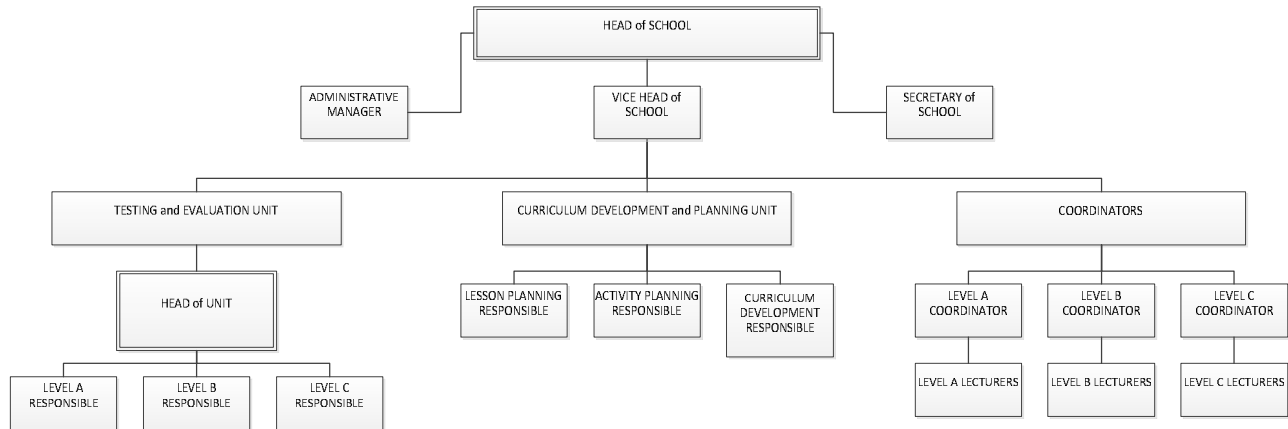 HEAD of SCHOOL
ADMINISTRATIVE
MANAGER
VICE HEAD of
SCHOOL
SECRETARY of
SCHOOL
TESTING and EVALUATION UNIT
CURRICULUM DEVELOPMENT and PLANNING UNIT
COORDINATORS
HEAD of UNIT
LESSON PLANNING
RESPONSIBLE
ACTIVITY PLANNING
RESPONSIBLE
CURRICULUM
DEVELOPMENT
RESPONSIBLE
LEVEL A
COORDINATOR
LEVEL B
COORDINATOR
LEVEL C
COORDINATOR
LEVEL A
RESPONSIBLE
LEVEL B
RESPONSIBLE
LEVEL C
RESPONSIBLE
LEVEL A LECTURERS
LEVEL B LECTURERS
LEVEL C LECTURERS